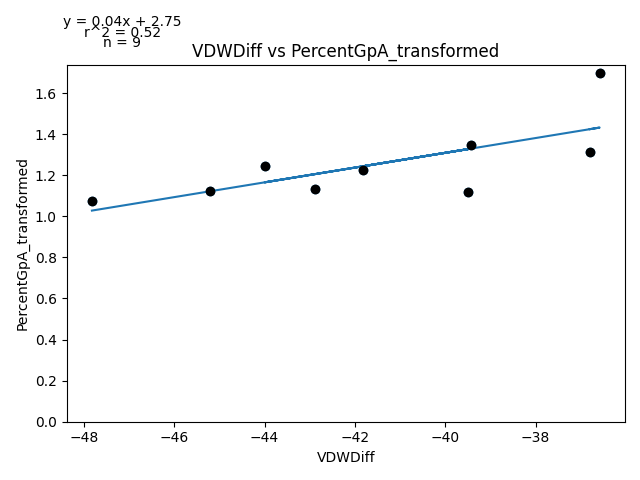 y = 0.04x + 2.75
r^2 = 0.52
n = 9
VDWDiff vs PercentGpA_transformed
PercentGpA_transformed
1.6
1.4
1.2
1.0
0.8
0.6
0.4
0.2
0.0
−48 −46 −44 −42 −40 −38
VDWDiff